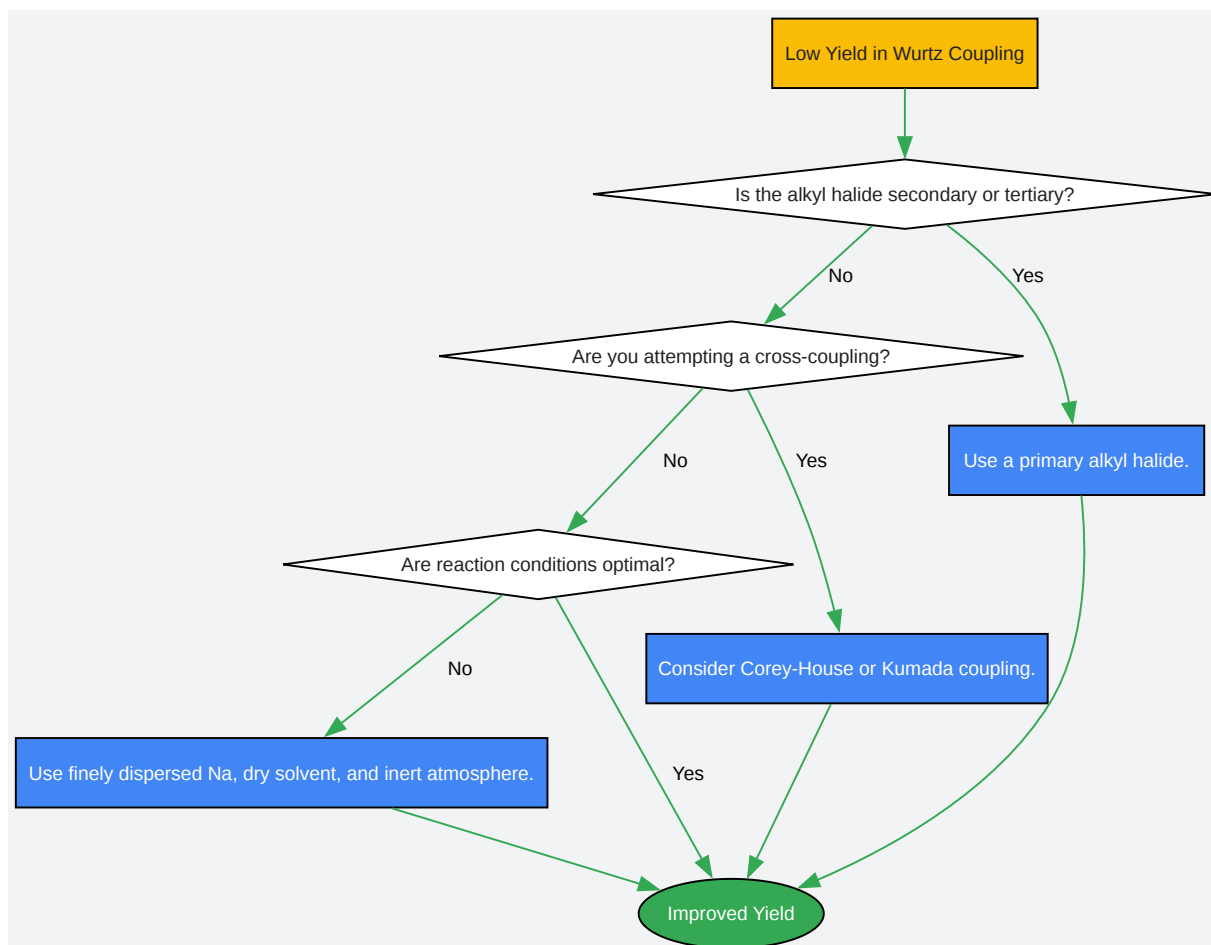 Low Yield in Wurtz Coupling
Is the alkyl halide secondary or tertiary?
No
Yes
Are you attempting a cross-coupling?
No
Yes
Use a primary alkyl halide.
Are reaction conditions optimal?
No
Consider Corey-House or Kumada coupling.
Use finely dispersed Na, dry solvent, and inert atmosphere.
Yes
Improved Yield